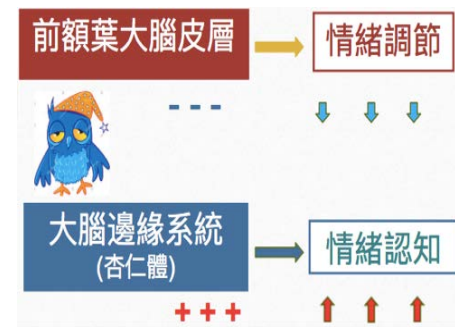 前額葉大腦皮層
情緒調節
- - -
大腦邊緣系統
(杏仁體)
情緒認知
+ + +